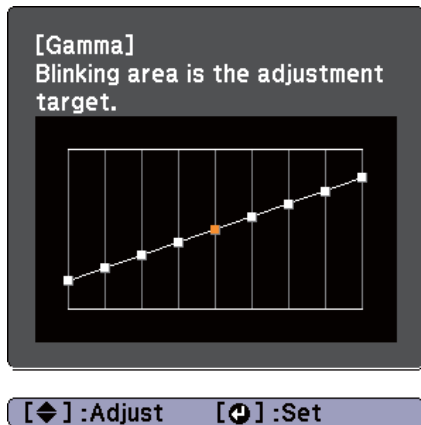 [Gamma]
Blinking area is the adjustment
target.
[◆] :Adjust [↵] :Set